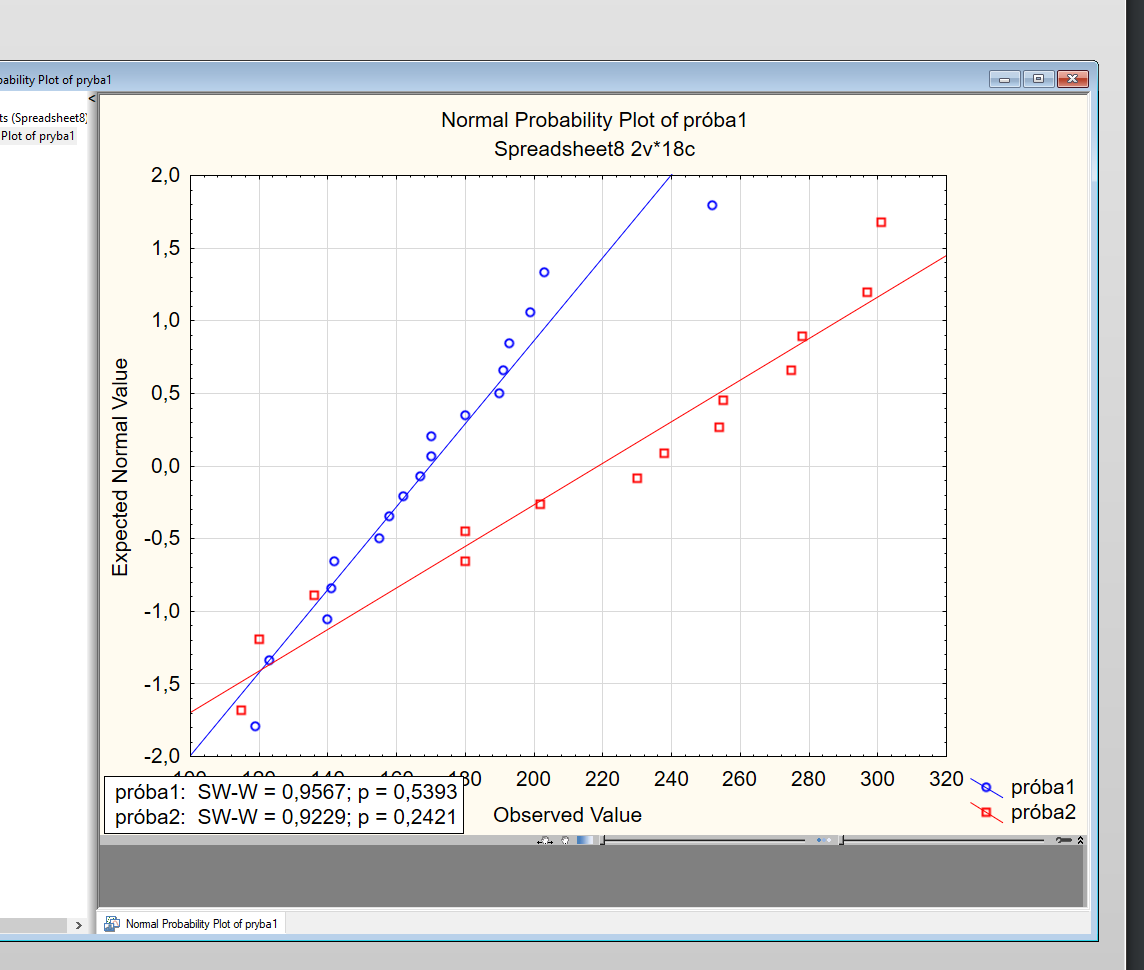 bability Plot of pryba1
ts (Spreadsheet8)
Plot of pryba1
<
Normal Probability Plot of próba1
Spreadsheet8 2v*18c
2,0
1,5
1,0
0,5
0,0
-0,5
-1,0
-1,5
-2,0
Expected Normal Value
200 220 240 260 280 300 320
Observed Value
próba1: SW-W = 0,9567; p = 0,5393
próba2: SW-W = 0,9229; p = 0,2421
próba1
próba2
Normal Probability Plot of pryba1